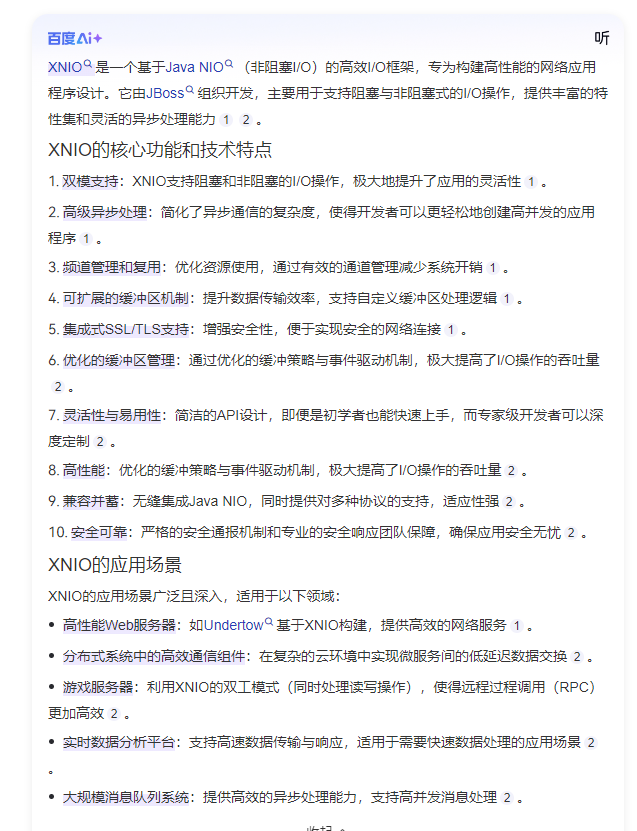 百度Ai+ 听
XNIO是一个基于Java NIO（非阻塞I/O）的高效I/O框架，专为构建高性能的网络应用
程序设计。它由JBoss组织开发，主要用于支持阻塞与非阻塞式的I/O操作，提供丰富的特
性集和灵活的异步处理能力 1 2 。
XNIO的核心功能和技术特点
1. 双模支持：XNIO支持阻塞和非阻塞的I/O操作，极大地提升了应用的灵活性 1 。
2. 高级异步处理：简化了异步通信的复杂度，使得开发者可以更轻松地创建高并发的应用
程序 1 。
3. 频道管理和复用：优化资源使用，通过有效的通道管理减少系统开销 1 。
4. 可扩展的缓冲区机制：提升数据传输效率，支持自定义缓冲区处理逻辑 1 。
5. 集成式SSL/TLS支持：增强安全性，便于实现安全的网络连接 1 。
6. 优化的缓冲区管理：通过优化的缓冲策略与事件驱动机制，极大提高了I/O操作的吞吐量
2 。
7. 灵活性与易用性：简洁的API设计，即便是初学者也能快速上手，而专家级开发者可以深
度定制 2 。
8. 高性能：优化的缓冲策略与事件驱动机制，极大提高了I/O操作的吞吐量 2 。
9. 兼容并蓄：无缝集成Java NIO，同时提供对多种协议的支持，适应性强 2 。
10. 安全可靠：严格的安全通报机制和专业的安全响应团队保障，确保应用安全无忧 2 。
XNIO的应用场景
XNIO的应用场景广泛且深入，适用于以下领域：
• 高性能Web服务器：如Undertow基于XNIO构建，提供高效的网络服务 1 。
• 分布式系统中的高效通信组件：在复杂的云环境中实现微服务间的低延迟数据交换 2 。
• 游戏服务器：利用XNIO的双工模式（同时处理读写操作），使得远程过程调用（RPC）
更加高效 2 。
• 实时数据分析平台：支持高速数据传输与响应，适用于需要快速数据处理的应用场景 2
。
• 大规模消息队列系统：提供高效的异步处理能力，支持高并发消息处理 2 。